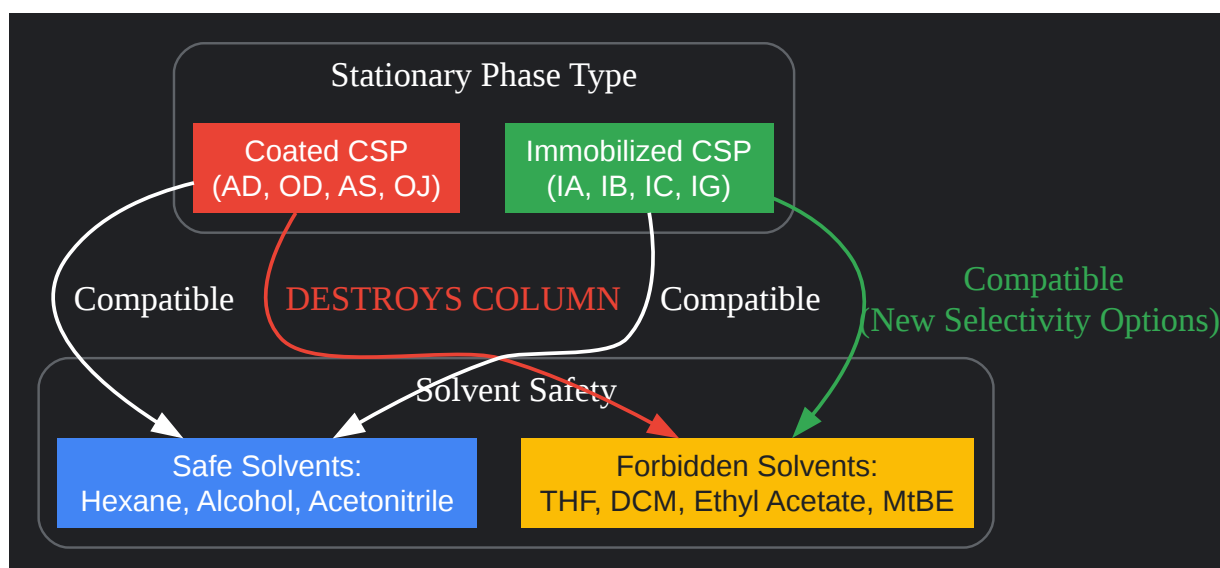 Stationary Phase Type
Coated CSP
(AD, OD, AS, OJ)
Immobilized CSP
(IA, IB, IC, IG)
Compatible
DESTROYS COLUMN
Compatible
Compatible
(New Selectivity Options)
Solvent Safety
Safe Solvents:
Hexane, Alcohol, Acetonitrile
Forbidden Solvents:
THF, DCM, Ethyl Acetate, MtBE